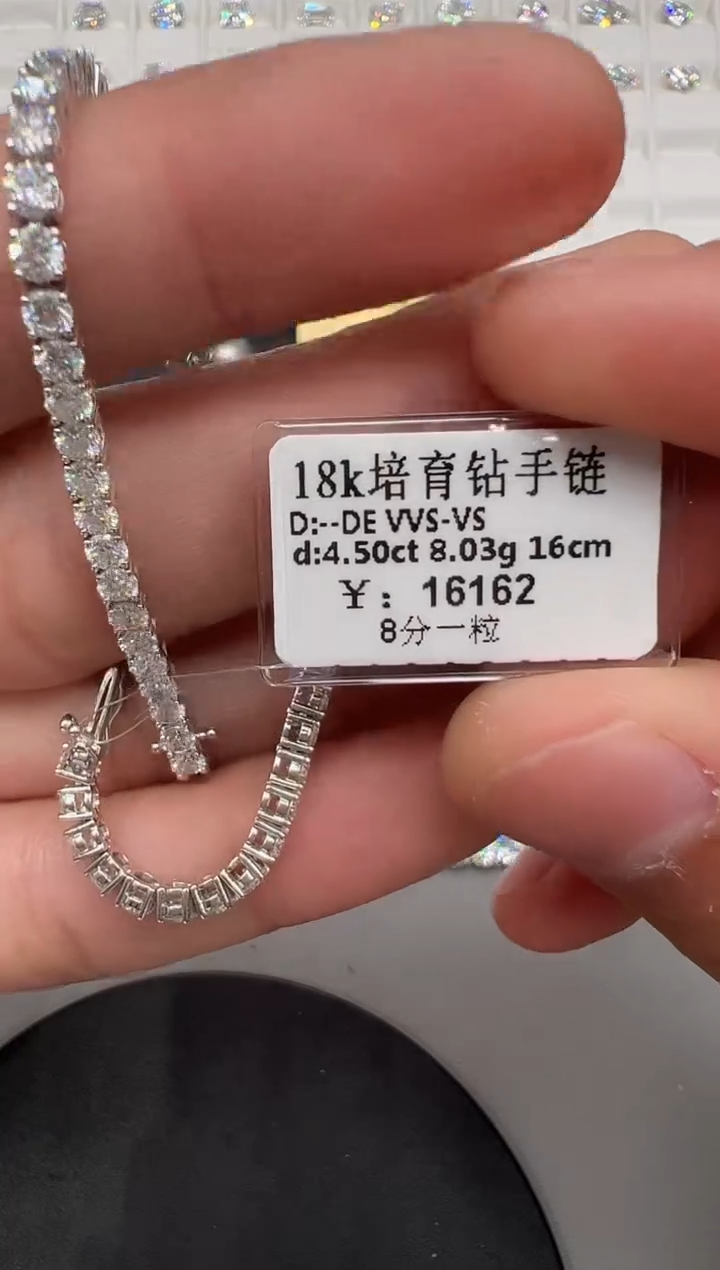 18k培育钻手链
D:--DE VVS-VS
d:4.50ct 8.03g 16cm
￥：16162
8分一粒